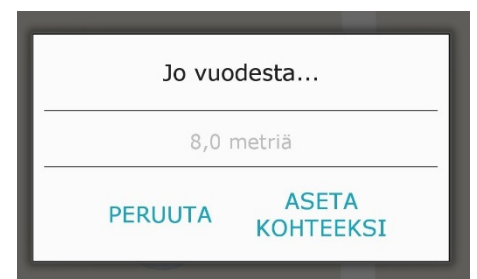 Jo vuodesta...
8,0 metriä
PERUUTA
ASETA
KOHTEEKSI